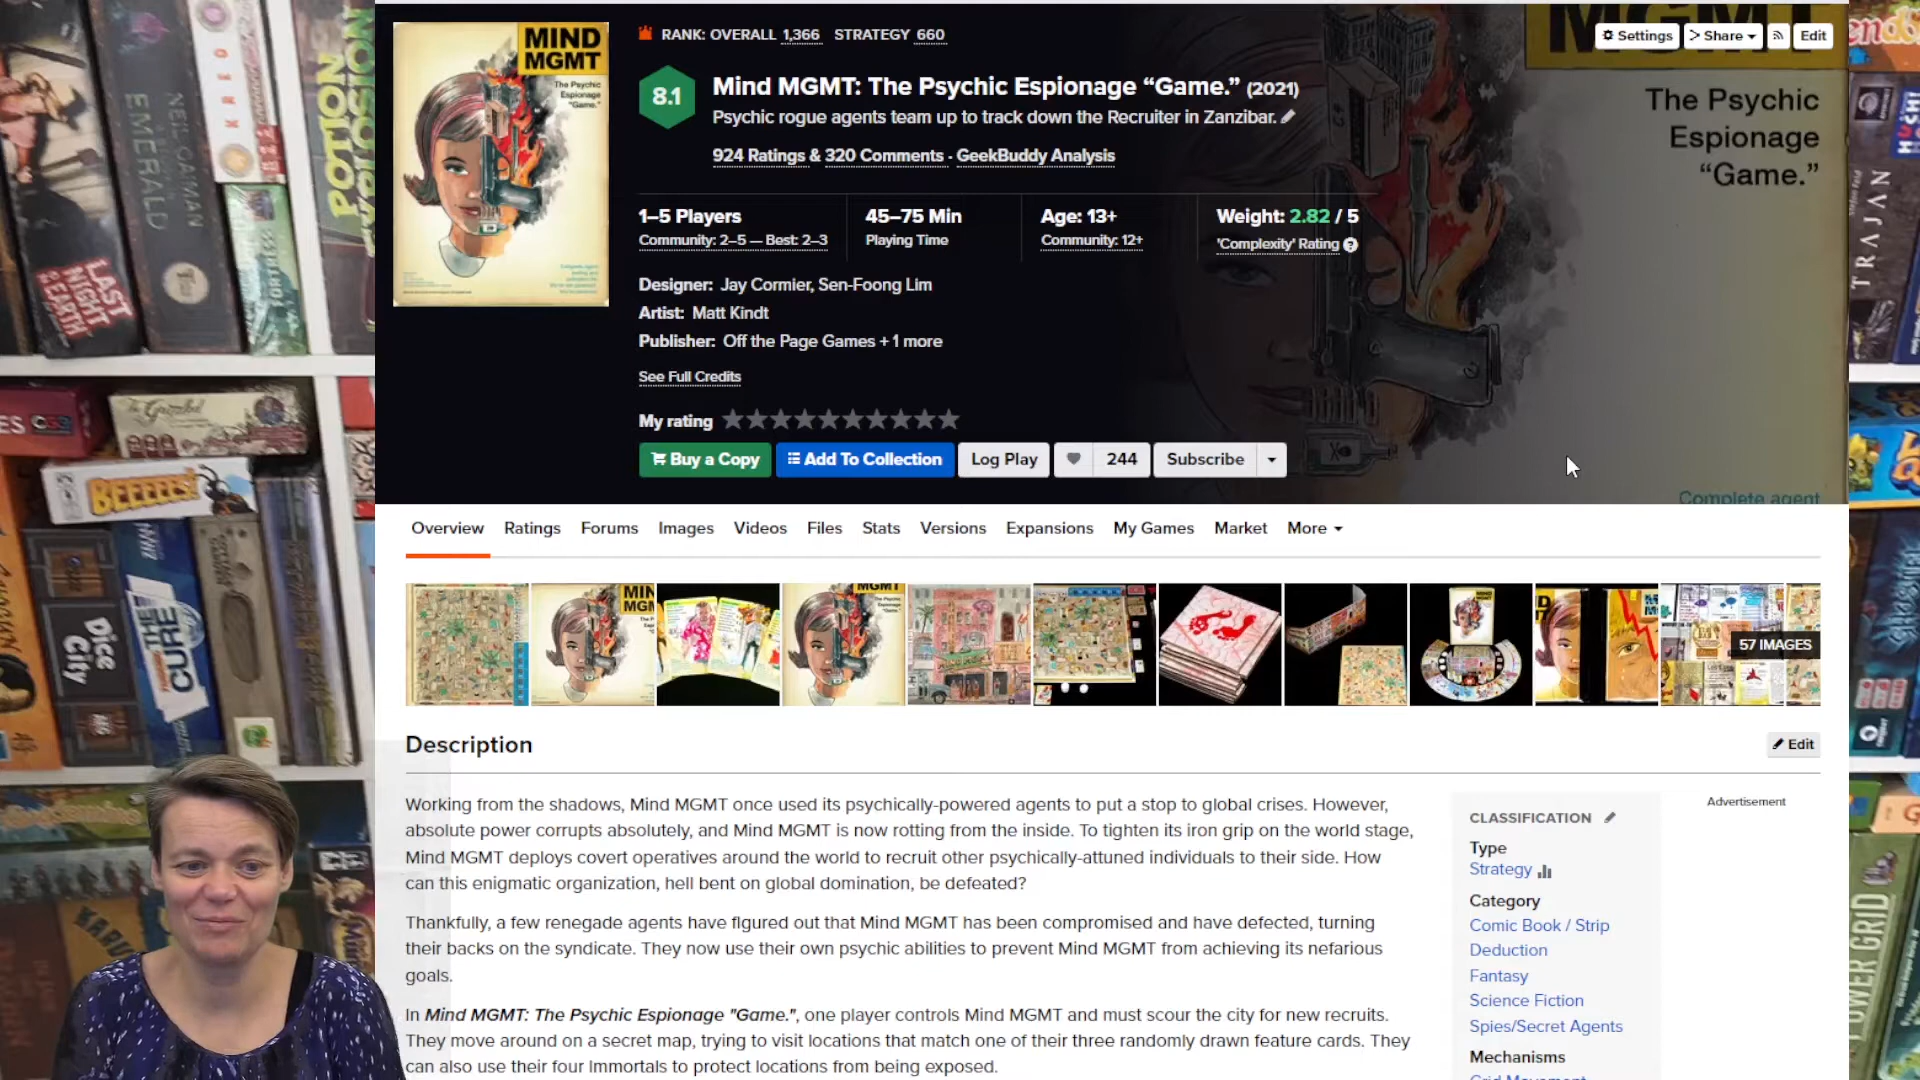 RANK: OVERALL 1,366 STRATEGY 660
Settings
Share
Edit
8.1
Mind MGMT: The Psychic Espionage “Game.” (2021)
Psychic rogue agents team up to track down the Recruiter in Zanzibar.
924 Ratings & 320 Comments · GeekBuddy Analysis
1–5 Players
Community: 2–5 — Best: 2–3
45–75 Min
Playing Time
Age: 13+
Community: 12+
Weight: 2.82 / 5
'Complexity' Rating
Designer: Jay Cormier, Sen-Foong Lim
Artist: Matt Kindt
Publisher: Off the Page Games + 1 more
See Full Credits
My rating
Buy a Copy
Add To Collection
Log Play
244
Subscribe
MIND
MGMT
The Psychic
Espionage
"Game."
MGMT
The Psychic
Espionage
“Game.”
Complete agent
Overview
Ratings
Forums
Images
Videos
Files
Stats
Versions
Expansions
My Games
Market
More
57 IMAGES
Description
Edit
Working from the shadows, Mind MGMT once used its psychically-powered agents to put a stop to global crises. However,
absolute power corrupts absolutely, and Mind MGMT is now rotting from the inside. To tighten its iron grip on the world stage,
Mind MGMT deploys covert operatives around the world to recruit other psychically-attuned individuals to their side. How
can this enigmatic organization, hell bent on global domination, be defeated?
Thankfully, a few renegade agents have figured out that Mind MGMT has been compromised and have defected, turning
their backs on the syndicate. They now use their own psychic abilities to prevent Mind MGMT from achieving its nefarious
goals.
In Mind MGMT: The Psychic Espionage "Game.", one player controls Mind MGMT and must scour the city for new recruits.
They move around on a secret map, trying to visit locations that match one of their three randomly drawn feature cards. They
can also use their four Immortals to protect locations from being exposed.
CLASSIFICATION
Type
Strategy
Category
Comic Book / Strip
Deduction
Fantasy
Science Fiction
Spies/Secret Agents
Mechanisms
Grid Movement
Advertisement
LAST
NIGHT
EARTH
NEIL GAIMAN
EMERALD
POTION
BEEEEES!
Dice
City
THE
CURE
AEG
TRAJAN
POWER GRID